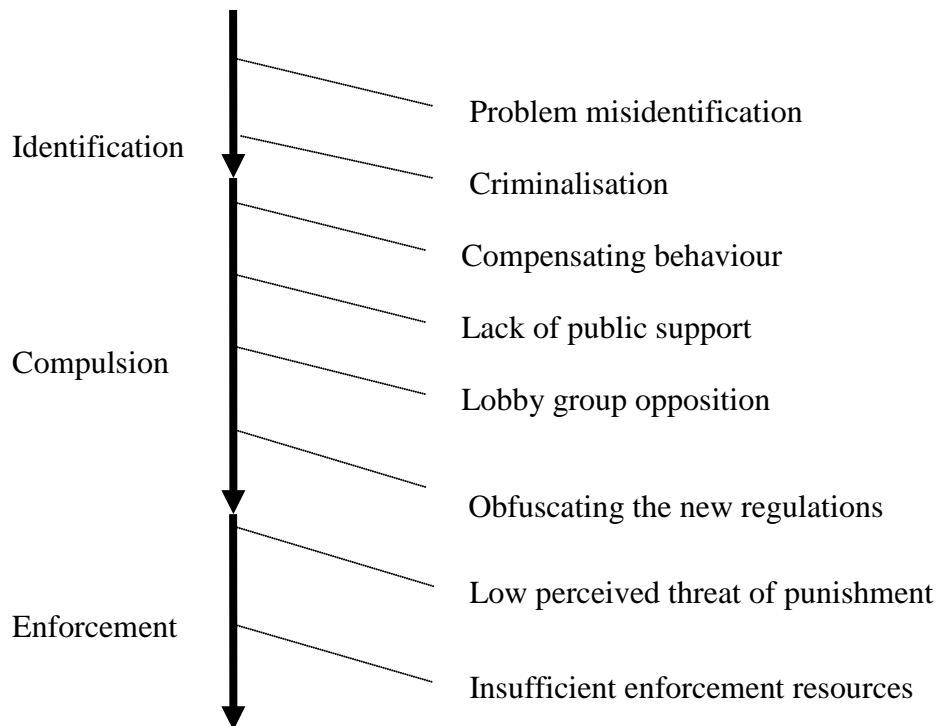 Problem misidentification
Identification
Criminalisation
Compensating behaviour
Lack of public support
Compulsion
Lobby group opposition
Obfuscating the new regulations
Low perceived threat of punishment
Enforcement
Insufficient enforcement resources